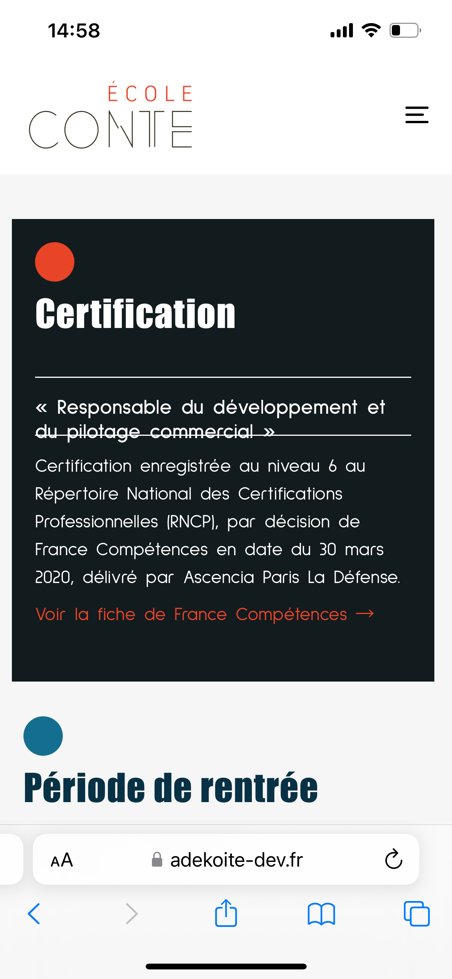 14:58
ÉCOLE
CONTE
Certification
« Responsable du développement et
du pilotage commercial »
Certification enregistrée au niveau 6 au
Répertoire National des Certifications
Professionnelles (RNCP), par décision de
France Compétences en date du 30 mars
2020, délivré par Ascencia Paris La Défense.
Voir la fiche de France Compétences →
Période de rentrée
AA
adekoite-dev.fr